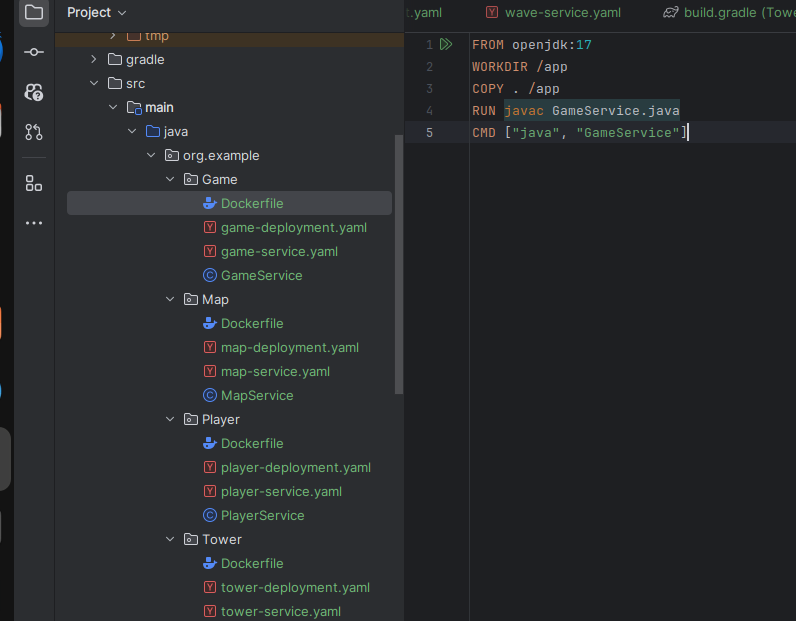 Project
tmp
gradle
src
main
java
org.example
Game
Dockerfile
game-deployment.yaml
game-service.yaml
GameService
Map
Dockerfile
map-deployment.yaml
map-service.yaml
MapService
Player
Dockerfile
player-deployment.yaml
player-service.yaml
PlayerService
Tower
Dockerfile
tower-deployment.yaml
tower-service.yaml
.yaml wave-service.yaml build.gradle (Towe
1 FROM openjdk:17
2 WORKDIR /app
3 COPY . /app
4 RUN javac GameService.java
5 CMD ["java", "GameService"]